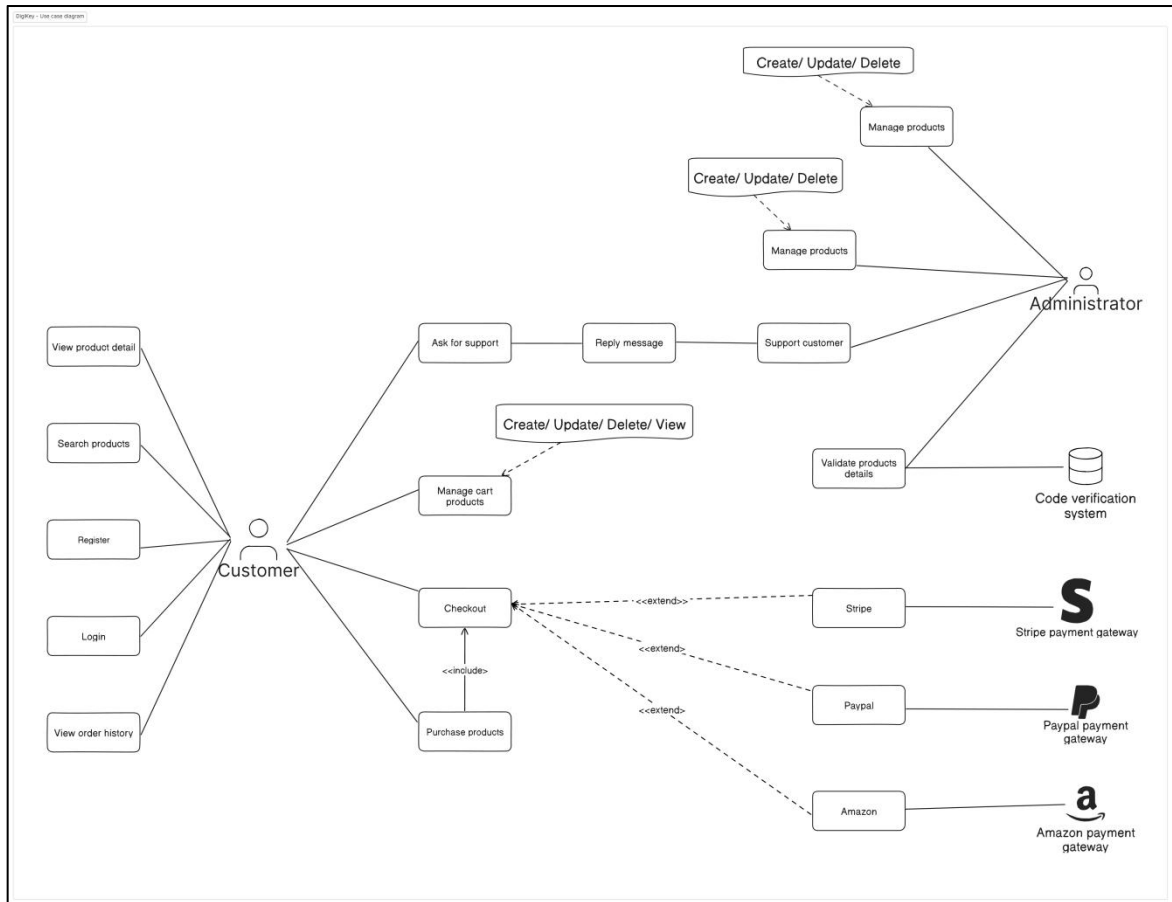 DigiKey - Use case diagram
Create/ Update/ Delete
Manage products
Create/ Update/ Delete
Manage products
Administrator
View product detail
Ask for support
Reply message
Support customer
Create/ Update/ Delete/ View
Search products
Validate products
details
Manage cart
products
Code verification
system
Register
Customer
Checkout
<<extend>>
Stripe
Stripe payment gateway
Login
<<extend>
<<include>
Paypal
Paypal payment
gateway
<<extend>
View order history
Purchase products
Amazon
a
Amazon payment
gateway